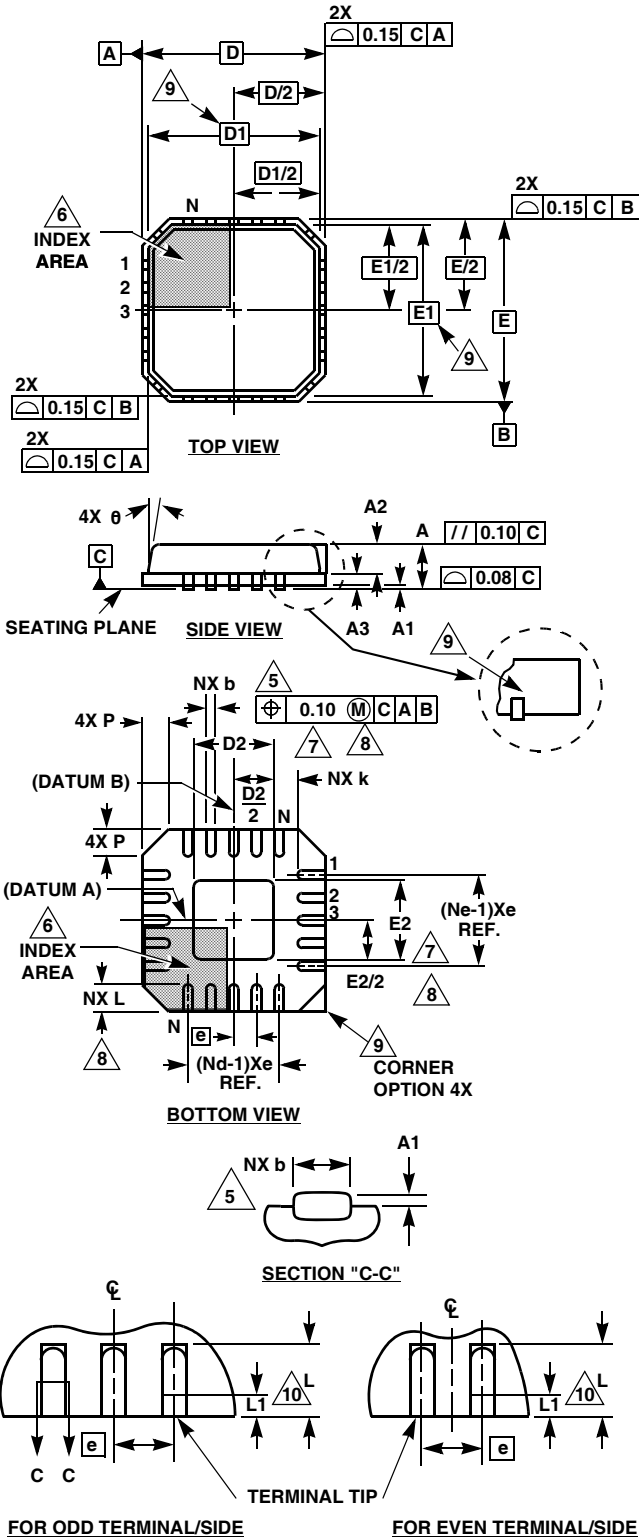 2X
0.15 C A
A D
9 D/2
D1
D1/2
2X
0.15 C B
6 N
INDEX
AREA
1
2
3
E1/2 E/2
E1 E
9
2X
0.15 C B
B
2X
0.15 C A
TOP VIEW
4X θ A2 A // 0.10 C
C 0.08 C
SEATING PLANE SIDE VIEW A3 A1
9
NX b 5
4X P 0.10 M C A B
D2 7 8
(DATUM B) D2 NX k
2 N
4X P 1
(DATUM A) 2
3 (Ne-1)Xe
REF.
6 E2
INDEX 7
AREA E2/2
NX L 8
N e
8 9
(Nd-1)Xe CORNER
REF. OPTION 4X
BOTTOM VIEW
NX b A1
5
SECTION "C-C"
C L C L
L1 10 L L1 10 L
e e
C C
TERMINAL TIP
FOR ODD TERMINAL/SIDE FOR EVEN TERMINAL/SIDE